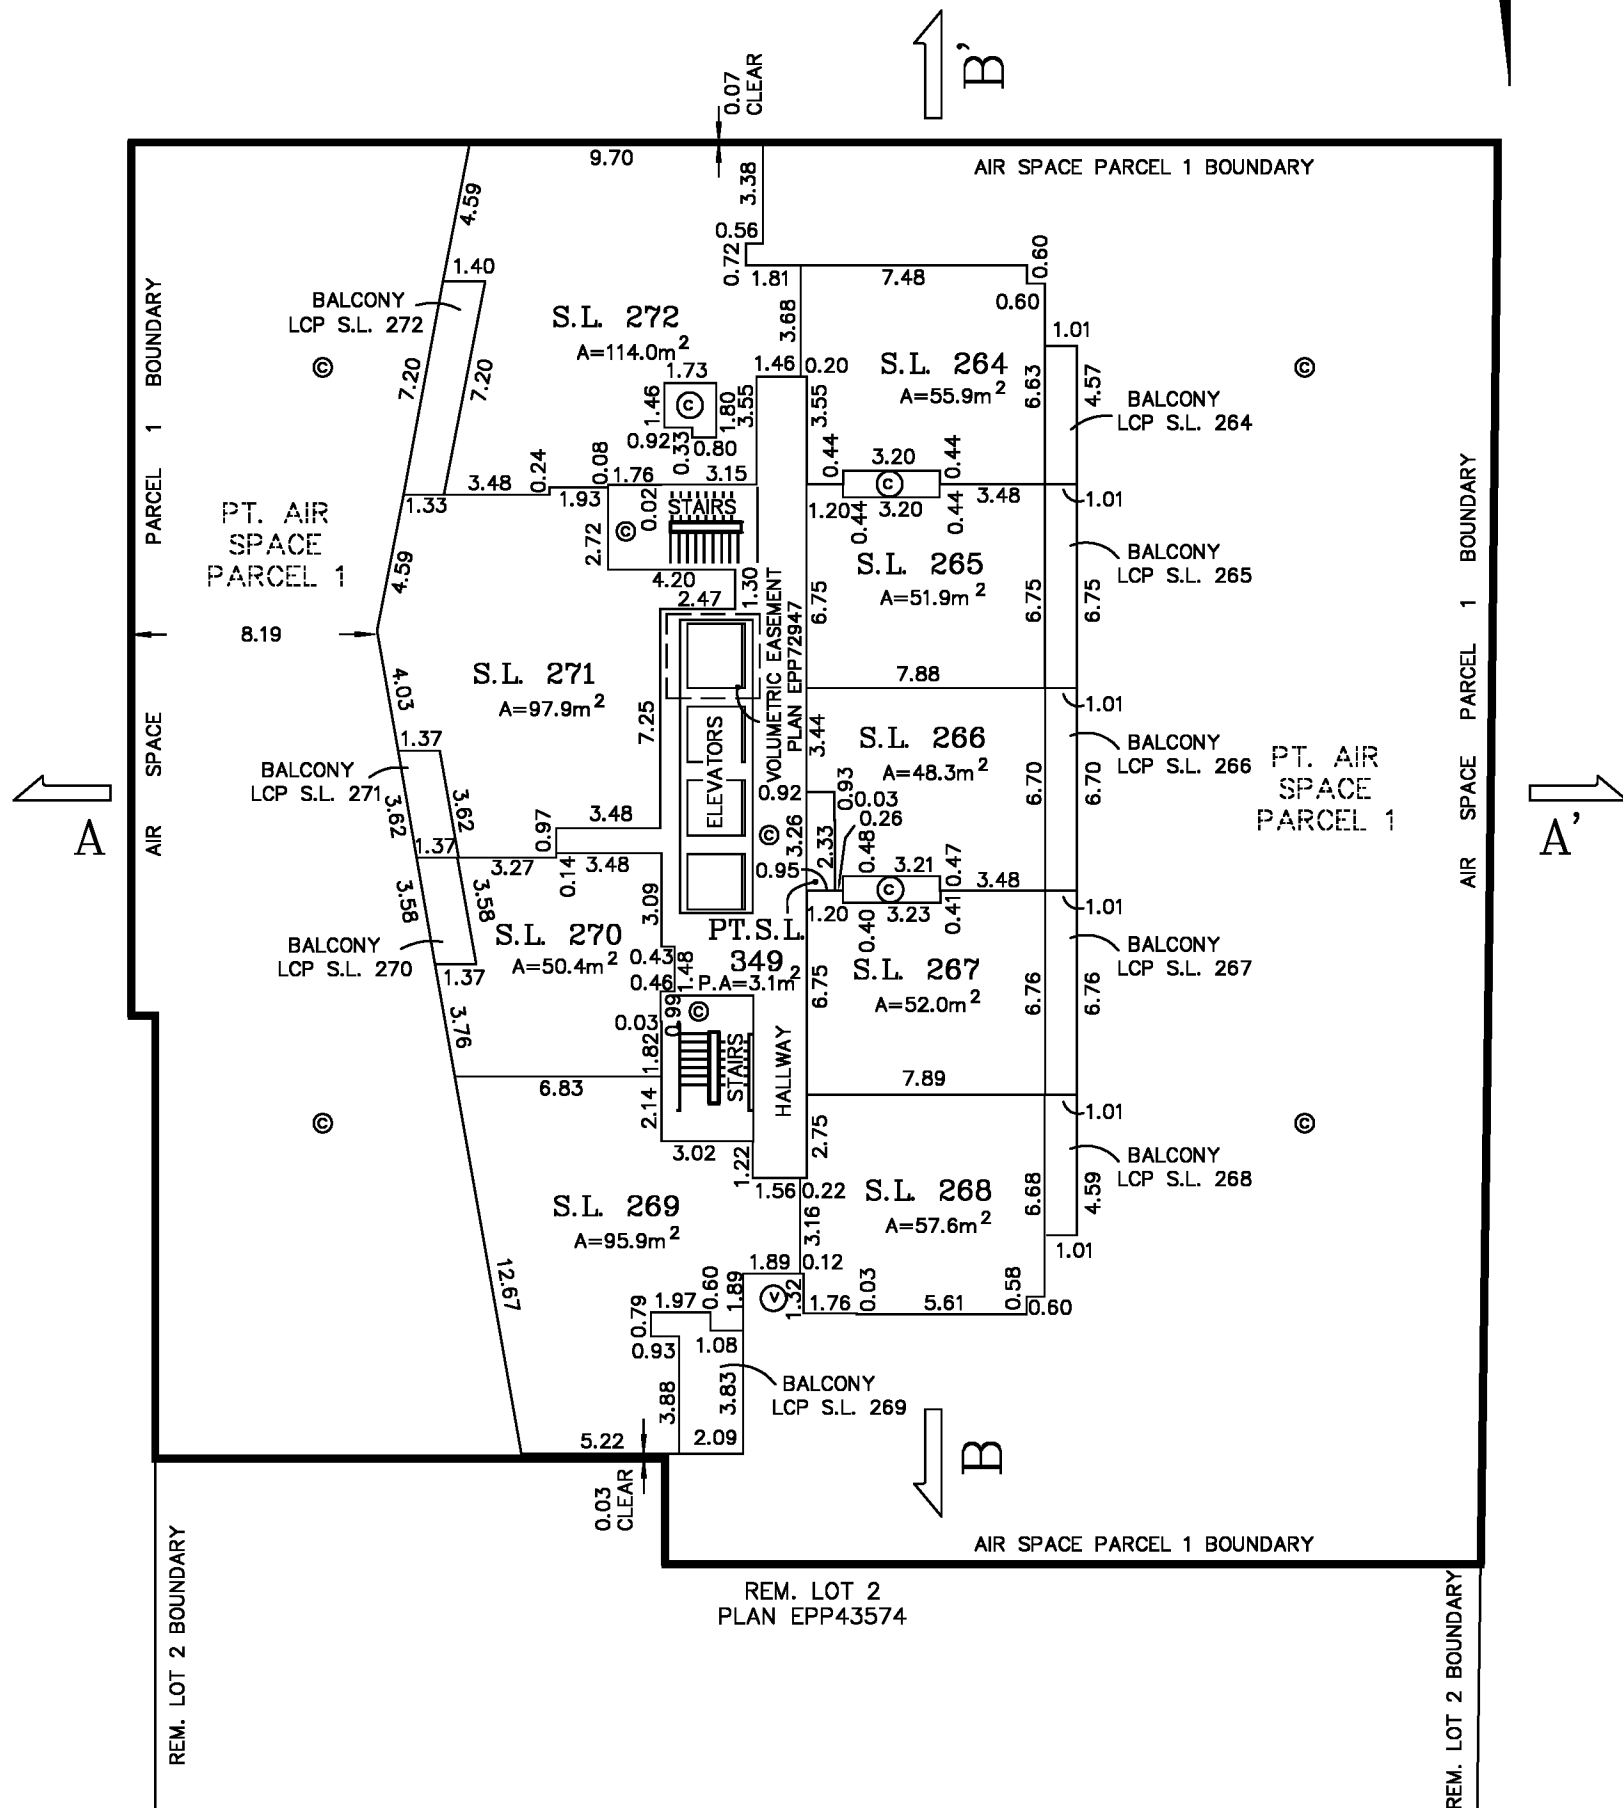 B'
0.07
CLEAR
9.70
AIR SPACE PARCEL 1 BOUNDARY
3.38
4.59
0.56
0.72
0.60
1.40
1.81
7.48
BALCONY
LCP S.L. 272
S.L. 272
A=114.0m²
3.68
0.60
1.01
AIR SPACE PARCEL 1 BOUNDARY
©
1.73
1.46
0.20
S.L. 264
A=55.9m²
6.63
4.57
©
7.20
7.20
1.46
©
1.80
3.55
3.55
BALCONY
LCP S.L. 264
0.92
0.33
0.80
0.44
3.20
0.44
0.24
0.08
3.48
1.76
3.15
©
3.48
1.01
1.33
1.93
0.02
STAIRS
1.20
0.44
3.20
0.44
PT. AIR
SPACE
PARCEL 1
2.72
©
S.L. 265
A=51.9m²
BALCONY
LCP S.L. 265
4.59
4.20
1.30
2.47
6.75
6.75
6.75
8.19
VOLUMETRIC EASEMENT
PLAN EPP72947
S.L. 271
A=97.9m²
4.03
7.25
7.88
1.01
1.37
ELEVATORS
3.44
S.L. 266
A=48.3m²
BALCONY
LCP S.L. 266
PT. AIR
SPACE
PARCEL 1
AIR SPACE PARCEL 1 BOUNDARY
BALCONY
LCP S.L. 271
0.92
0.93
0.03
0.26
6.70
6.70
A
A'
3.62
3.62
0.97
3.48
©
3.26
2.33
0.48
3.21
0.47
1.37
3.27
0.14
3.48
0.95
©
3.48
1.01
3.58
3.58
3.09
1.20
0.40
3.23
0.41
BALCONY
LCP S.L. 270
S.L. 270
A=50.4m²
0.43
0.46
1.48
PT.S.L.
349
P.A=3.1m²
6.75
S.L. 267
A=52.0m²
6.76
6.76
BALCONY
LCP S.L. 267
1.37
3.76
0.03
0.99
©
1.82
STAIRS
HALLWAY
6.83
2.14
7.89
1.01
©
©
3.02
1.22
2.75
BALCONY
LCP S.L. 268
1.56
0.22
S.L. 268
A=57.6m²
6.68
4.59
S.L. 269
A=95.9m²
3.16
1.01
12.67
1.89
0.12
0.79
1.97
0.60
1.89
V
1.32
1.76
0.03
5.61
0.58
0.60
0.93
1.08
3.88
3.83
BALCONY
LCP S.L. 269
5.22
2.09
B
0.03
CLEAR
AIR SPACE PARCEL 1 BOUNDARY
REM. LOT 2
PLAN EPP43574
REM. LOT 2 BOUNDARY
REM. LOT 2 BOUNDARY